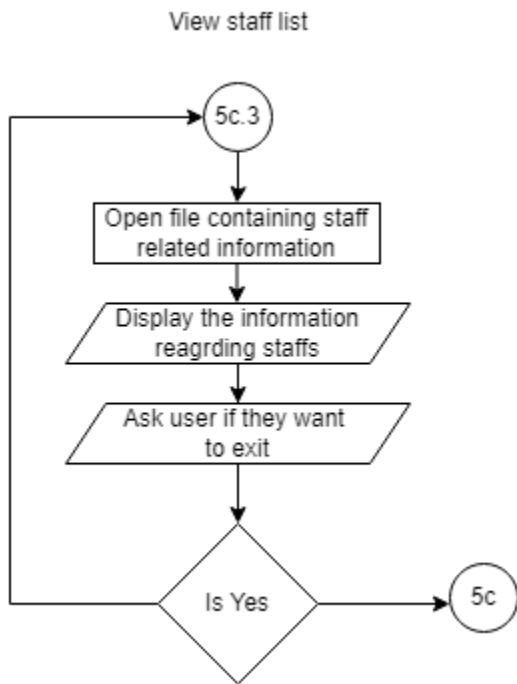 View staff list
5c.3
Open file containing staff
related information
Display the information
reagrding staffs
Ask user if they want
to exit
Is Yes
5c